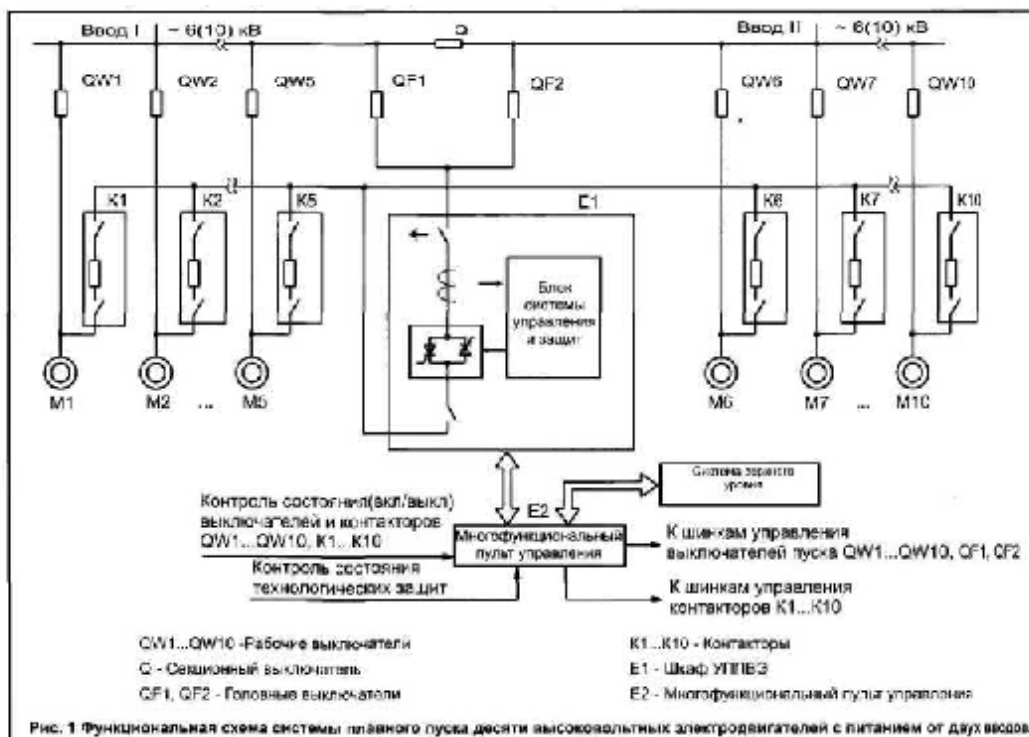 Ввод I ~ 6(10) кВ
Q
Ввод II ~ 6(10) кВ
QW1
QW2
QW5
QF1
QF2
QW6
QW7
QW10
K1
K2
K5
E1
K6
K7
K10
Блок
системы
управления
и защит
M1
M2
...
M5
M6
M7
...
M10
Система верхнего
уровня
Контроль состояния(вкл/выкл)
выключателей и контакторов
QW1...QW10, K1...K10
E2
Многофункциональный
пульт управления
К шинкам управления
выключателей пуска QW1...QW10, QF1, QF2
Контроль состояния
технологических защит
К шинкам управления
контакторов K1...K10
QW1...QW10 -Рабочие выключатели
K1...K10 - Контакторы
Q - Секционный выключатель
E1 - Шкаф УППВЭ
QF1, QF2 - Головные выключатели
E2 - Многофункциональный пульт управления
Рис. 1 Функциональная схема системы плавного пуска десяти высоковольтных электродвигателей с питанием от двух вводов